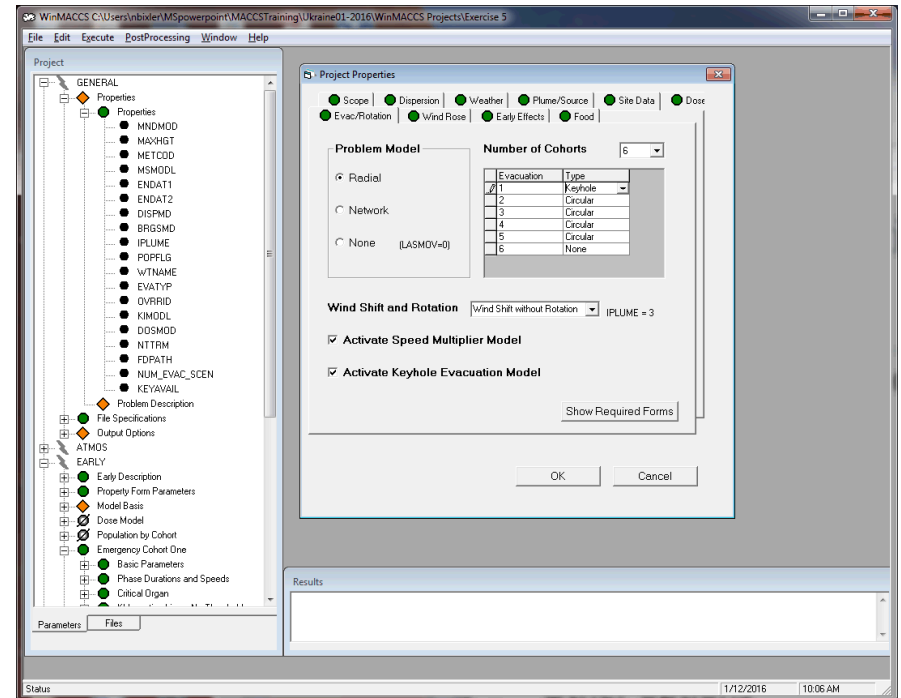 WinMACCS C:\Users\nbixler\MSpowerpoint\MACCSTraining\Ukraine01-2016\WinMACCS Projects\Exercise 5
File Edit Execute PostProcessing Window Help
Project
GENERAL
Properties
Properties
MNDMOD
MAXHGT
METCOD
MSMODL
ENDAT1
ENDAT2
DISPMD
BRGSMD
IPLUME
POPFLG
WTNAME
EVATYP
OVRRID
KIMODL
DOSMOD
NTTRM
FDPATH
NUM_EVAC_SCEN
KEYAVAIL
Problem Description
File Specifications
Output Options
ATMOS
EARLY
Early Description
Property Form Parameters
Model Basis
Dose Model
Population by Cohort
Emergency Cohort One
Basic Parameters
Phase Durations and Speeds
Critical Organ
Parameters Files
Project Properties
Scope Dispersion Weather Plume/Source Site Data Dose
Evac/Rotation Wind Rose Early Effects Food
Problem Model
Radial
Network
None (LASMOV=0)
Number of Cohorts 6
Evacuation Type
1 Keyhole
2 Circular
3 Circular
4 Circular
5 Circular
6 None
Wind Shift and Rotation Wind Shift without Rotation IPLUME = 3
Activate Speed Multiplier Model
Activate Keyhole Evacuation Model
Show Required Forms
OK Cancel
Results
Status 1/12/2016 10:06 AM